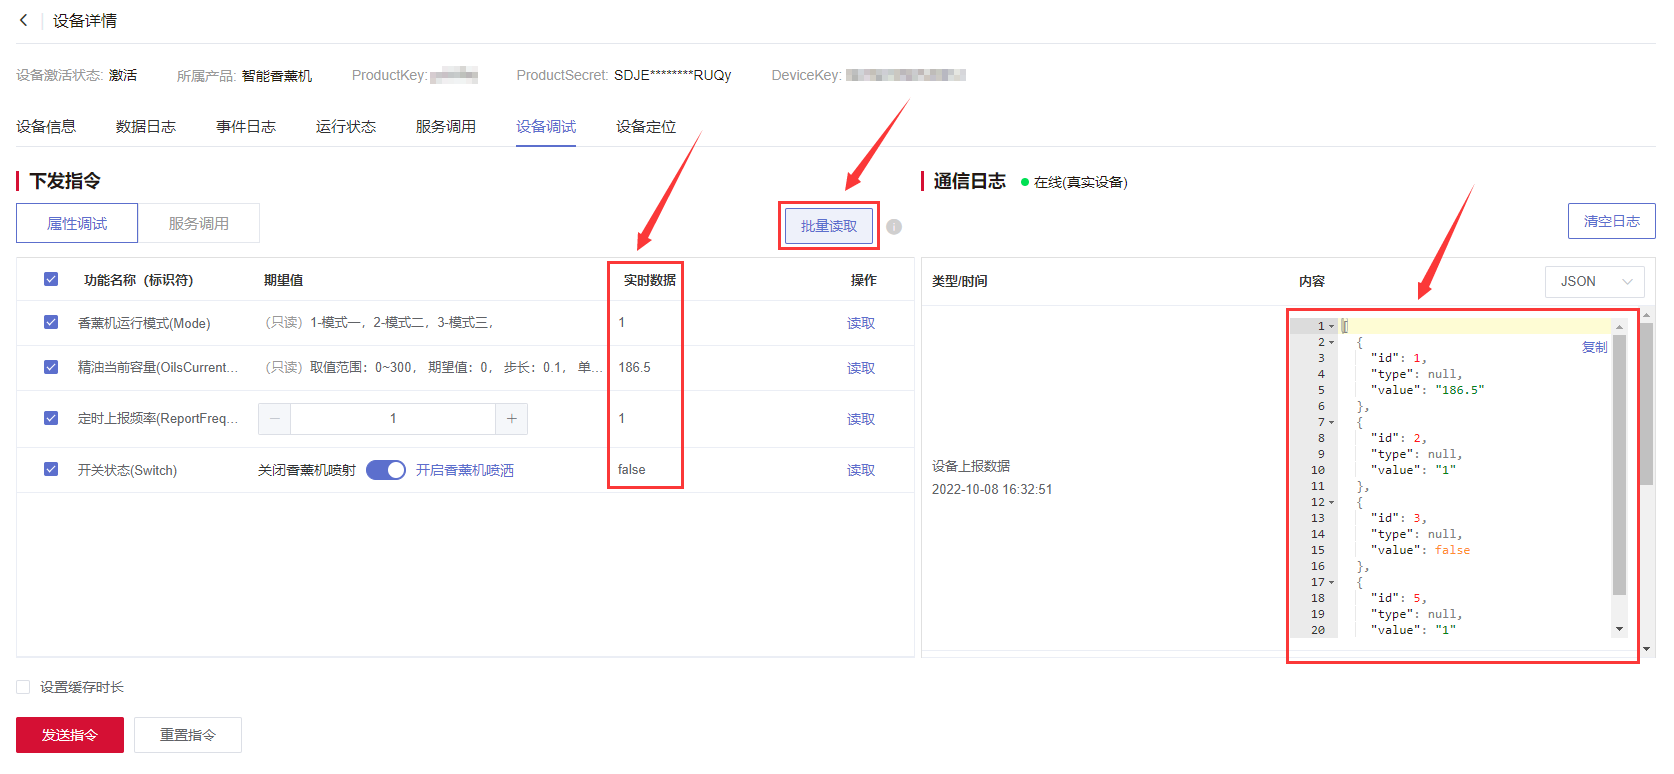 设备详情
设备激活状态: 激活 所属产品: 智能香薰机 ProductKey: ProductSecret: SDJE********RUQy DeviceKey:
设备信息 数据日志 事件日志 运行状态 服务调用 设备调试 设备定位
下发指令
属性调试 服务调用 批量读取
功能名称（标识符） 期望值 实时数据 操作
香薰机运行模式(Mode) （只读）1-模式一，2-模式二，3-模式三， 1 读取
精油当前容量(OilsCurrent... （只读）取值范围：0~300， 期望值：0， 步长：0.1， 单... 186.5 读取
定时上报频率(ReportFreq... − 1 + 1 读取
开关状态(Switch) 关闭香薰机喷射 开启香薰机喷洒 false 读取
设置缓存时长
发送指令 重置指令
通信日志 在线(真实设备)
清空日志
类型/时间 内容 JSON
设备上报数据
2022-10-08 16:32:51
复制
1 [
2 {
3 "id": 1,
4 "type": null,
5 "value": "186.5"
6 },
7 {
8 "id": 2,
9 "type": null,
10 "value": "1"
11 },
12 {
13 "id": 3,
14 "type": null,
15 "value": false
16 },
17 {
18 "id": 5,
19 "type": null,
20 "value": "1"